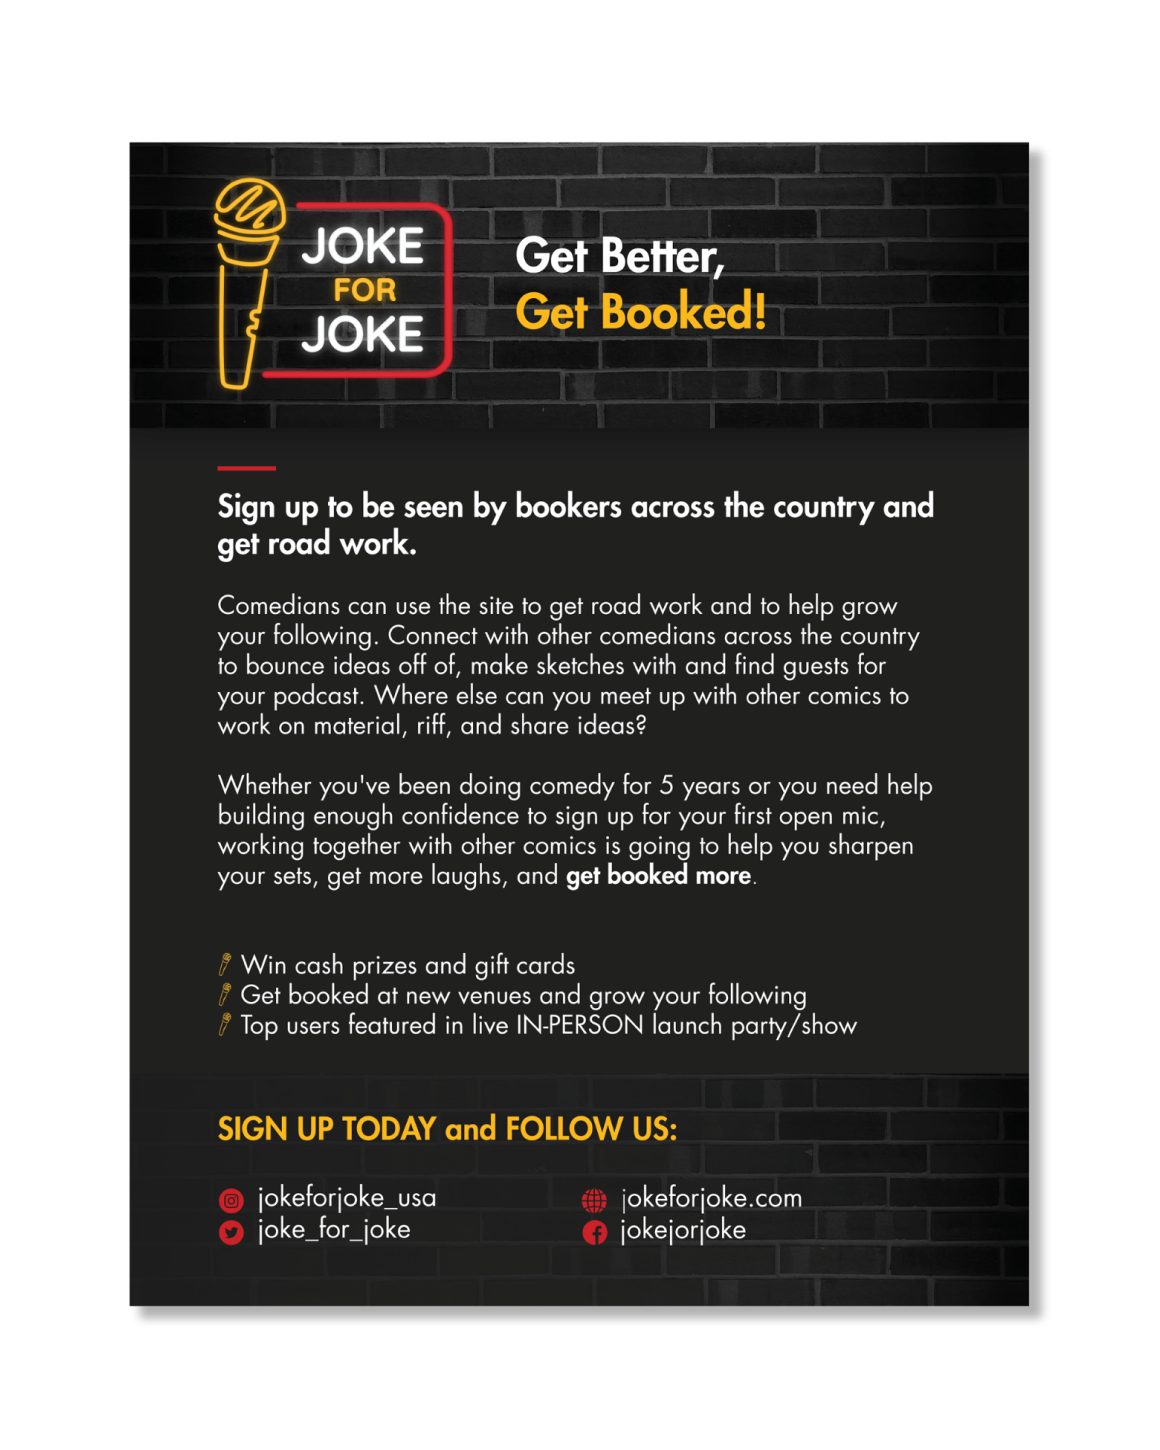 JOKE
FOR
JOKE
Get Better,
Get Booked!
Sign up to be seen by bookers across the country and
get road work.
Comedians can use the site to get road work and to help grow
your following. Connect with other comedians across the country
to bounce ideas off of, make sketches with and find guests for
your podcast. Where else can you meet up with other comics to
work on material, riff, and share ideas?
Whether you've been doing comedy for 5 years or you need help
building enough confidence to sign up for your first open mic,
working together with other comics is going to help you sharpen
your sets, get more laughs, and get booked more.
Win cash prizes and gift cards
Get booked at new venues and grow your following
Top users featured in live IN-PERSON launch party/show
SIGN UP TODAY and FOLLOW US:
jokeforjoke_usa
joke_for_joke
jokeforjoke.com
jokejorjoke